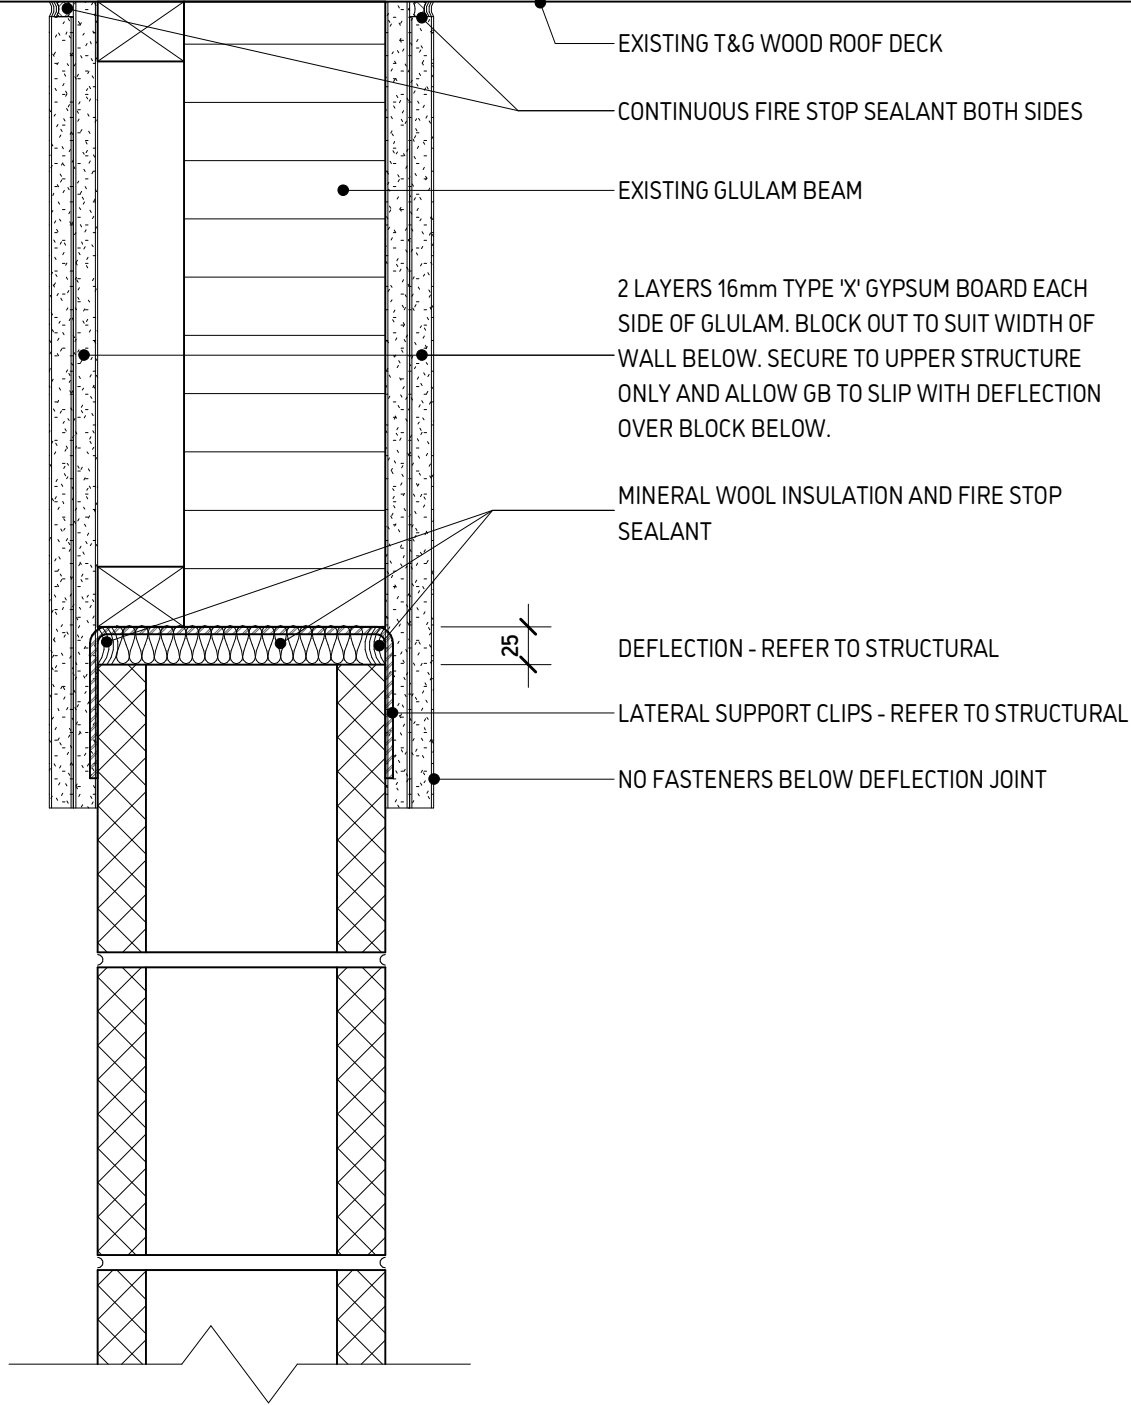 EXISTING T&G WOOD ROOF DECK
CONTINUOUS FIRE STOP SEALANT BOTH SIDES
EXISTING GLULAM BEAM
2 LAYERS 16mm TYPE 'X' GYPSUM BOARD EACH
SIDE OF GLULAM. BLOCK OUT TO SUIT WIDTH OF
WALL BELOW. SECURE TO UPPER STRUCTURE
ONLY AND ALLOW GB TO SLIP WITH DEFLECTION
OVER BLOCK BELOW.
MINERAL WOOL INSULATION AND FIRE STOP
SEALANT
25
DEFLECTION - REFER TO STRUCTURAL
LATERAL SUPPORT CLIPS - REFER TO STRUCTURAL
NO FASTENERS BELOW DEFLECTION JOINT